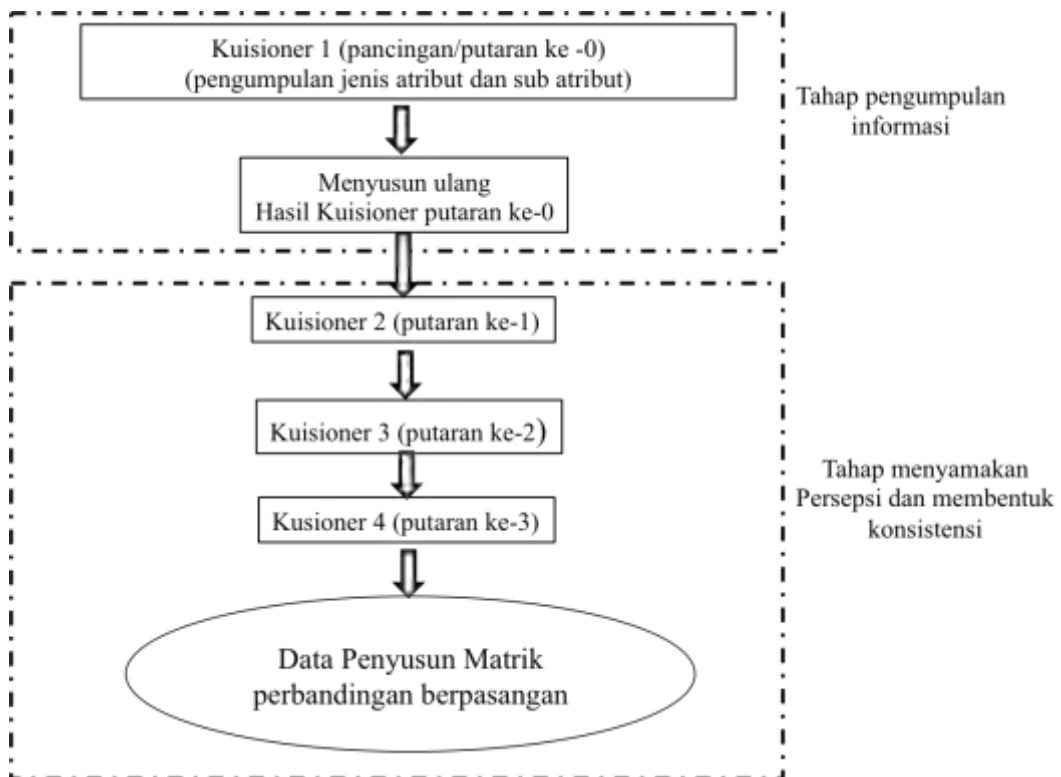 Kuisioner 1 (pancingan/putaran ke -0)
(pengumpulan jenis atribut dan sub atribut)
Tahap pengumpulan
informasi
Menyusun ulang
Hasil Kuisioner putaran ke-0
Kuisioner 2 (putaran ke-1)
Kuisioner 3 (putaran ke-2)
Kusioner 4 (putaran ke-3)
Tahap menyamakan
Persepsi dan membentuk
konsistensi
Data Penyusun Matrik
perbandingan berpasangan